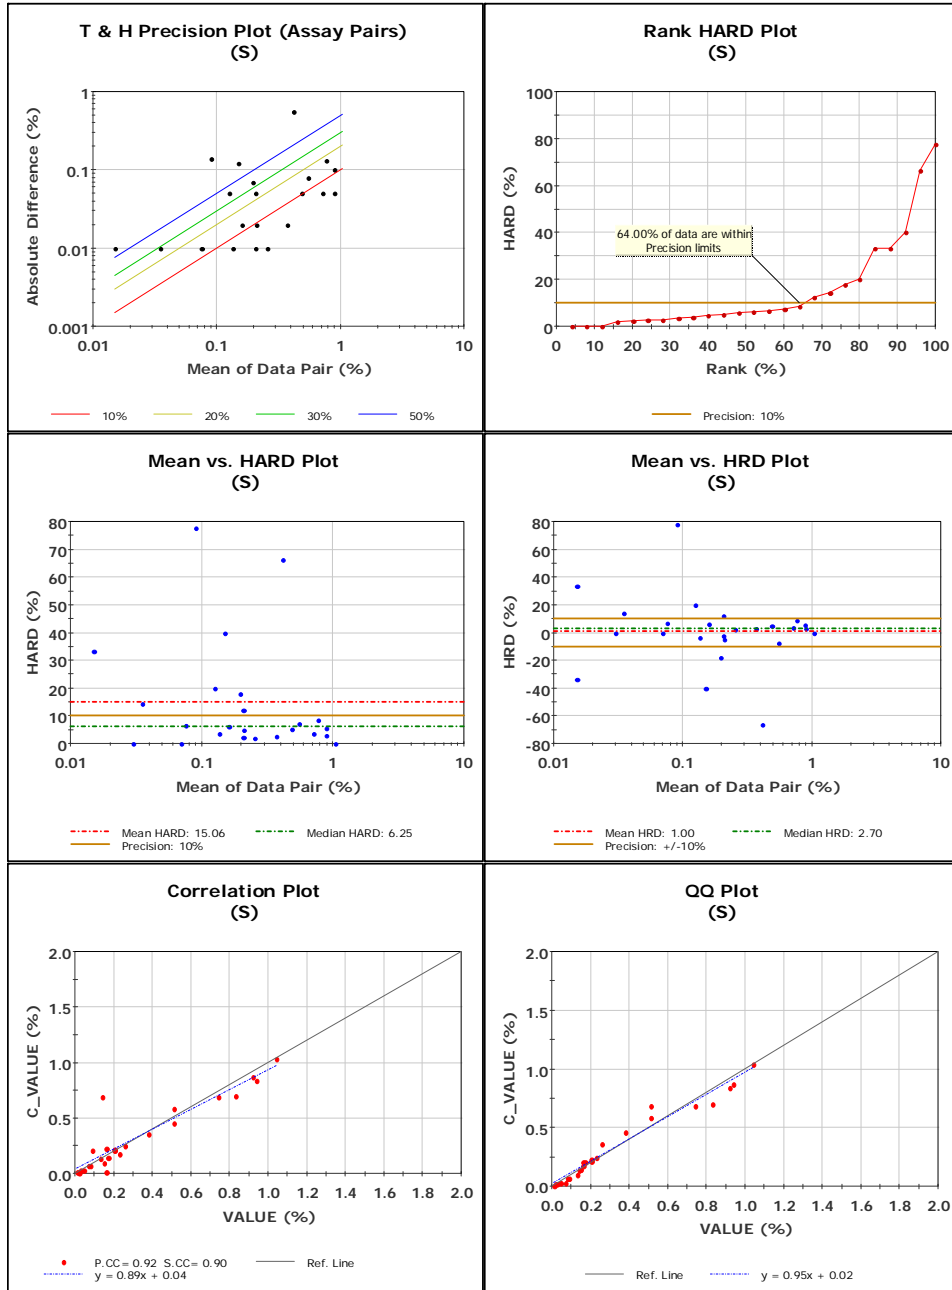 T & H Precision Plot (Assay Pairs)
(S)
Absolute Difference (%)
1
0.1
0.01
0.001
0.01 0.1 1 10
Mean of Data Pair (%)
10% 20% 30% 50%
Rank HARD Plot
(S)
HARD (%)
100
80
60
40
20
0
64.00% of data are within
Precision limits
0 10 20 30 40 50 60 70 80 90 100
Rank (%)
Precision: 10%
Mean vs. HARD Plot
(S)
HARD (%)
80
70
60
50
40
30
20
10
0
0.01 0.1 1 10
Mean of Data Pair (%)
Mean HARD: 15.06 Median HARD: 6.25
Precision: 10%
Mean vs. HRD Plot
(S)
HRD (%)
80
60
40
20
0
-20
-40
-60
-80
0.01 0.1 1 10
Mean of Data Pair (%)
Mean HRD: 1.00 Median HRD: 2.70
Precision: +/-10%
Correlation Plot
(S)
C_VALUE (%)
2.0
1.5
1.0
0.5
0.0
0.0 0.2 0.4 0.6 0.8 1.0 1.2 1.4 1.6 1.8 2.0
VALUE (%)
P.CC= 0.92 S.CC= 0.90 Ref. Line
y = 0.89x + 0.04
QQ Plot
(S)
C_VALUE (%)
2.0
1.5
1.0
0.5
0.0
0.0 0.2 0.4 0.6 0.8 1.0 1.2 1.4 1.6 1.8 2.0
VALUE (%)
Ref. Line y = 0.95x + 0.02